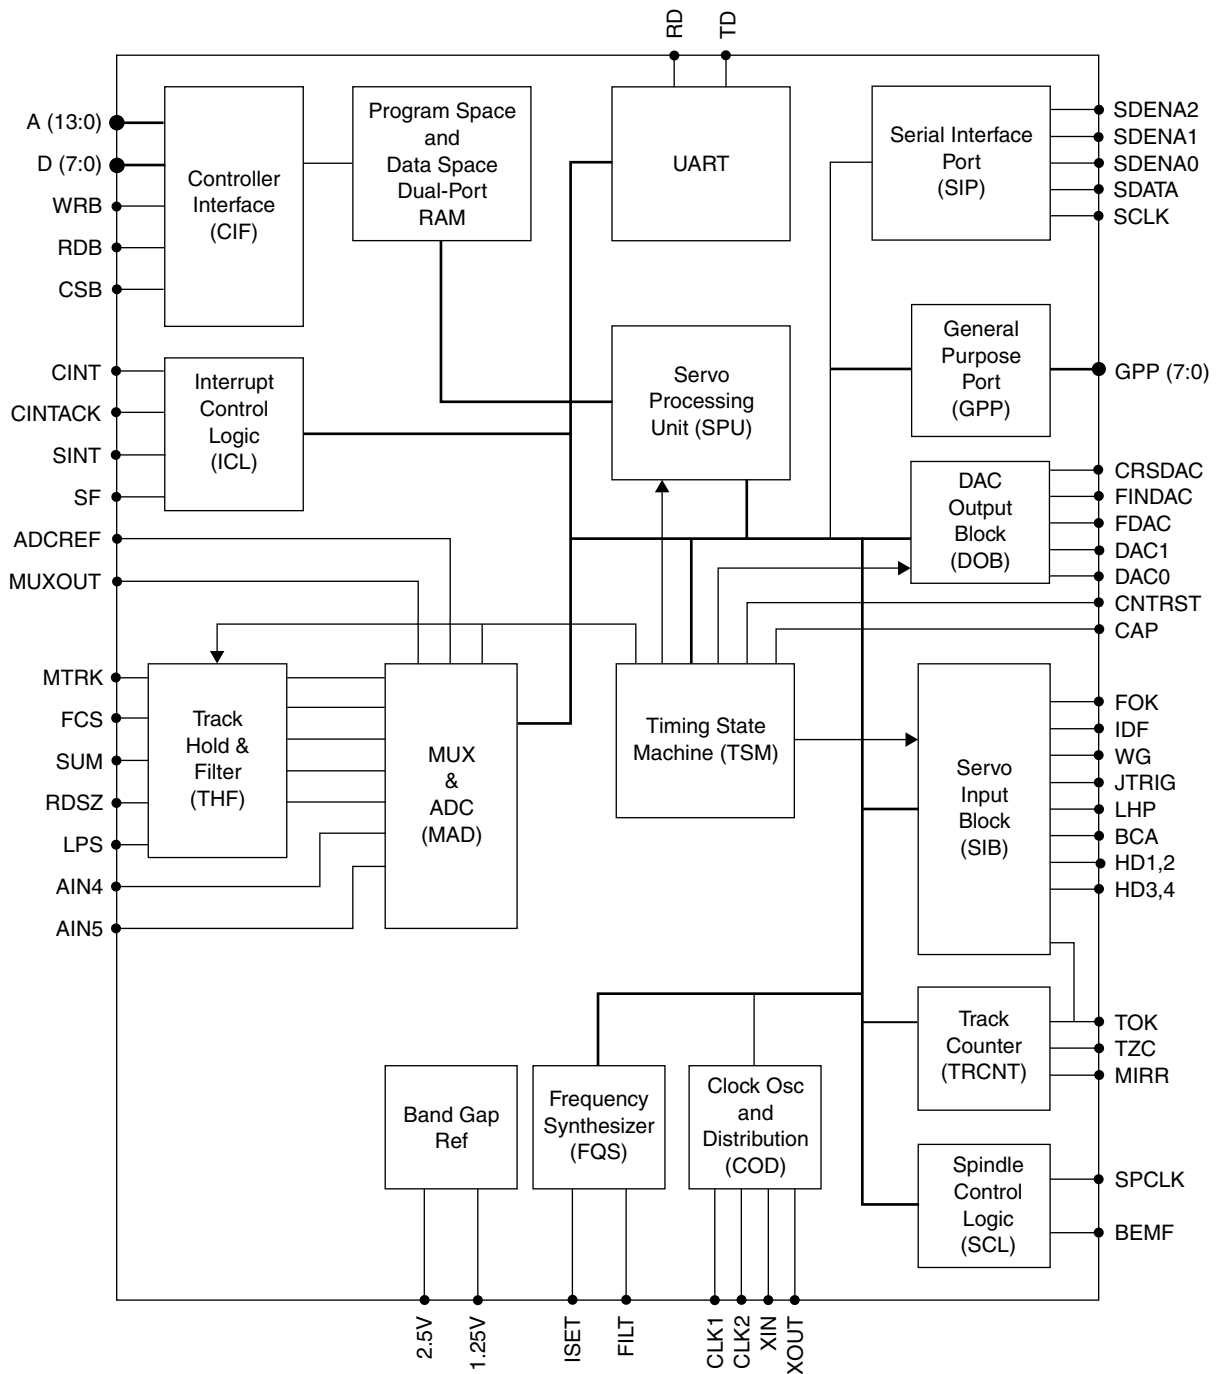 RD
TD
A (13:0)
D (7:0)
WRB
RDB
CSB
CINT
CINTACK
SINT
SF
ADCREF
MUXOUT
MTRK
FCS
SUM
RDSZ
LPS
AIN4
AIN5
Controller
Interface
(CIF)
Program Space
and
Data Space
Dual-Port
RAM
UART
Serial Interface
Port
(SIP)
SDENA2
SDENA1
SDENA0
SDATA
SCLK
Interrupt
Control
Logic
(ICL)
Servo
Processing
Unit (SPU)
General
Purpose
Port
(GPP)
GPP (7:0)
DAC
Output
Block
(DOB)
CRSDAC
FINDAC
FDAC
DAC1
DAC0
CNTRST
CAP
Track
Hold &
Filter
(THF)
MUX
&
ADC
(MAD)
Timing State
Machine (TSM)
Servo
Input
Block
(SIB)
FOK
IDF
WG
JTRIG
LHP
BCA
HD1,2
HD3,4
Track
Counter
(TRCNT)
TOK
TZC
MIRR
Band Gap
Ref
Frequency
Synthesizer
(FQS)
Clock Osc
and
Distribution
(COD)
Spindle
Control
Logic
(SCL)
SPCLK
BEMF
2.5V
1.25V
ISET
FILT
CLK1
CLK2
XIN
XOUT